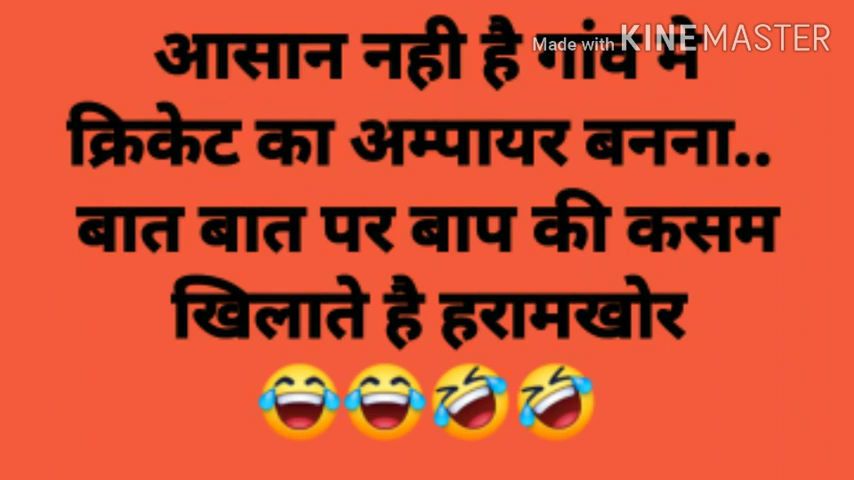 Made with KINEMASTER
आसान नही है गांव मे
क्रिकेट का अम्पायर बनना..
बात बात पर बाप की कसम
खिलाते है हरामखोर
😂😂🤣🤣